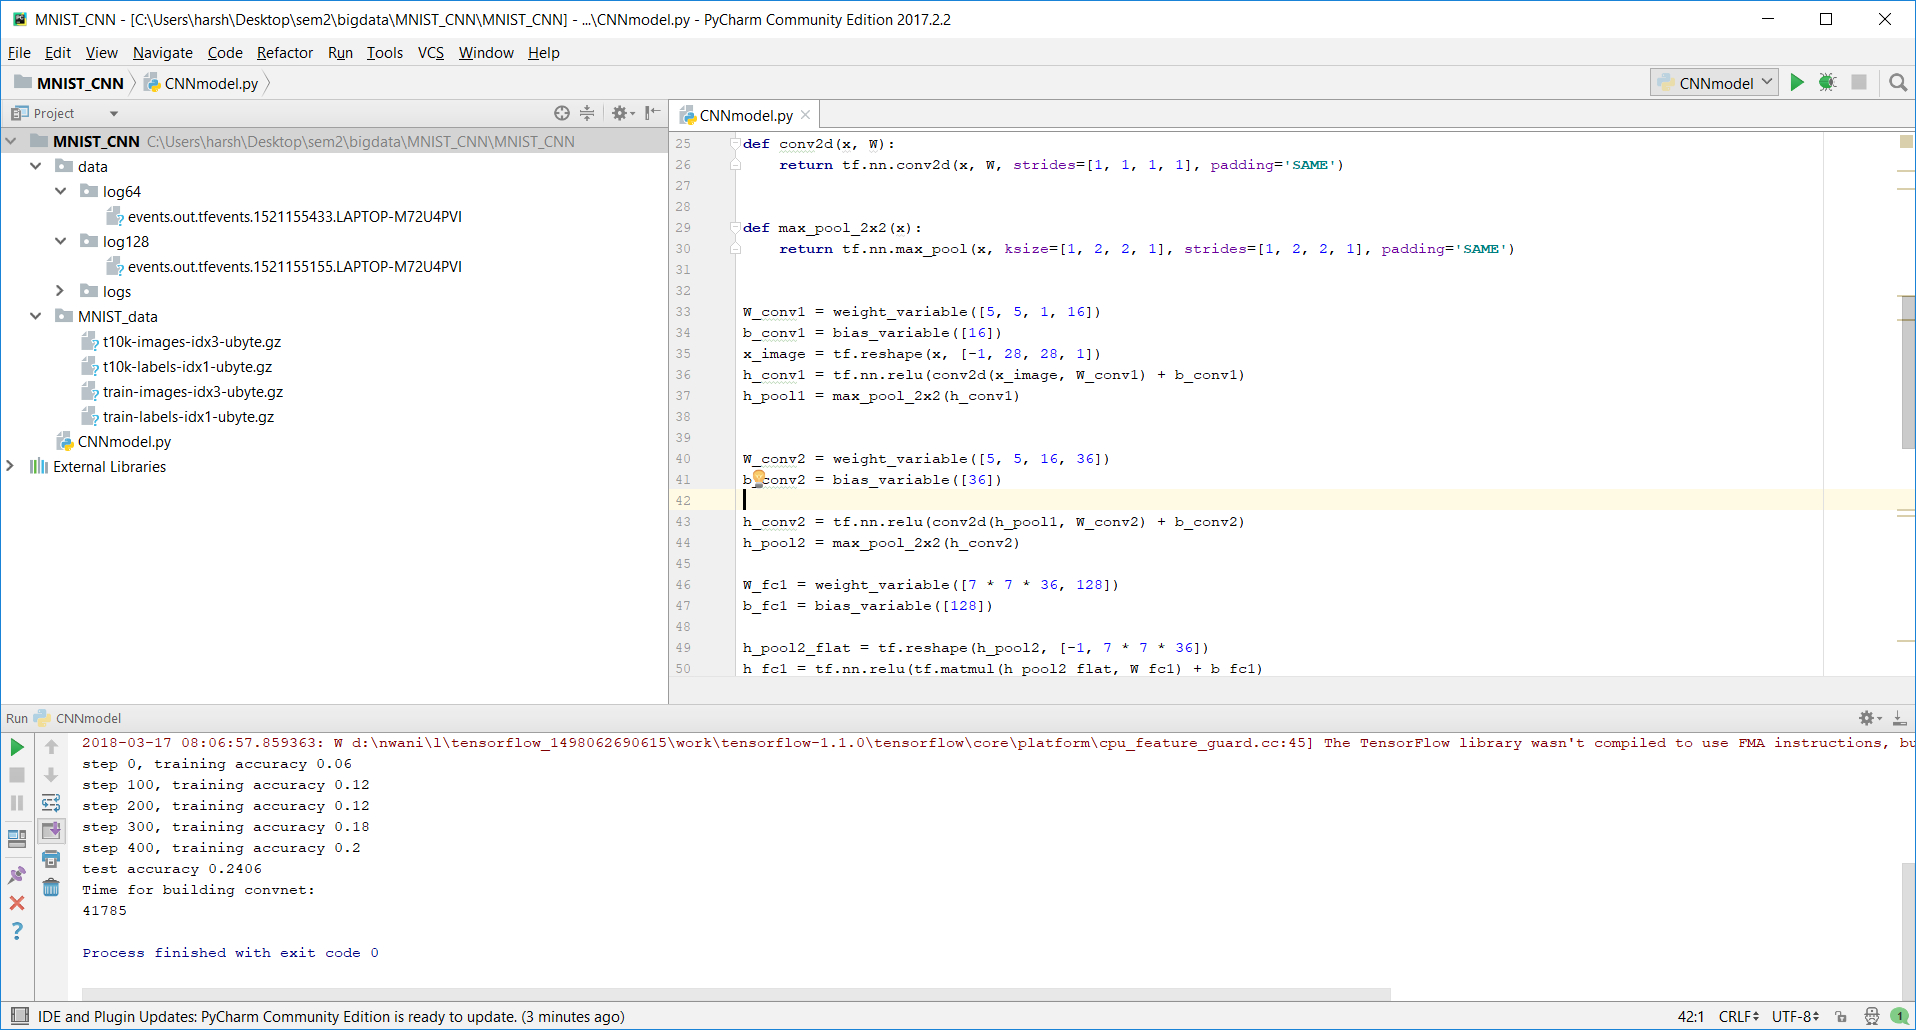 MNIST_CNN - [C:\Users\harsh\Desktop\sem2\bigdata\MNIST_CNN\MNIST_CNN] - ...\CNNmodel.py - PyCharm Community Edition 2017.2.2
File Edit View Navigate Code Refactor Run Tools VCS Window Help
MNIST_CNN CNNmodel.py
CNNmodel
Project
MNIST_CNN C:\Users\harsh\Desktop\sem2\bigdata\MNIST_CNN\MNIST_CNN
data
log64
events.out.tfevents.1521155433.LAPTOP-M72U4PVI
log128
events.out.tfevents.1521155155.LAPTOP-M72U4PVI
logs
MNIST_data
t10k-images-idx3-ubyte.gz
t10k-labels-idx1-ubyte.gz
train-images-idx3-ubyte.gz
train-labels-idx1-ubyte.gz
CNNmodel.py
External Libraries
CNNmodel.py
25 def conv2d(x, W):
26 return tf.nn.conv2d(x, W, strides=[1, 1, 1, 1], padding='SAME')
27
28
29 def max_pool_2x2(x):
30 return tf.nn.max_pool(x, ksize=[1, 2, 2, 1], strides=[1, 2, 2, 1], padding='SAME')
31
32
33 W_conv1 = weight_variable([5, 5, 1, 16])
34 b_conv1 = bias_variable([16])
35 x_image = tf.reshape(x, [-1, 28, 28, 1])
36 h_conv1 = tf.nn.relu(conv2d(x_image, W_conv1) + b_conv1)
37 h_pool1 = max_pool_2x2(h_conv1)
38
39
40 W_conv2 = weight_variable([5, 5, 16, 36])
41 b_conv2 = bias_variable([36])
42
43 h_conv2 = tf.nn.relu(conv2d(h_pool1, W_conv2) + b_conv2)
44 h_pool2 = max_pool_2x2(h_conv2)
45
46 W_fc1 = weight_variable([7 * 7 * 36, 128])
47 b_fc1 = bias_variable([128])
48
49 h_pool2_flat = tf.reshape(h_pool2, [-1, 7 * 7 * 36])
50 h_fc1 = tf.nn.relu(tf.matmul(h_pool2_flat, W_fc1) + b_fc1)
Run CNNmodel
2018-03-17 08:06:57.859363: W d:\nwani\l\tensorflow_1498062690615\work\tensorflow-1.1.0\tensorflow\core\platform\cpu_feature_guard.cc:45] The TensorFlow library wasn't compiled to use FMA instructions, bu
step 0, training accuracy 0.06
step 100, training accuracy 0.12
step 200, training accuracy 0.12
step 300, training accuracy 0.18
step 400, training accuracy 0.2
test accuracy 0.2406
Time for building convnet:
41785
Process finished with exit code 0
IDE and Plugin Updates: PyCharm Community Edition is ready to update. (3 minutes ago) 42:1 CRLF UTF-8 1